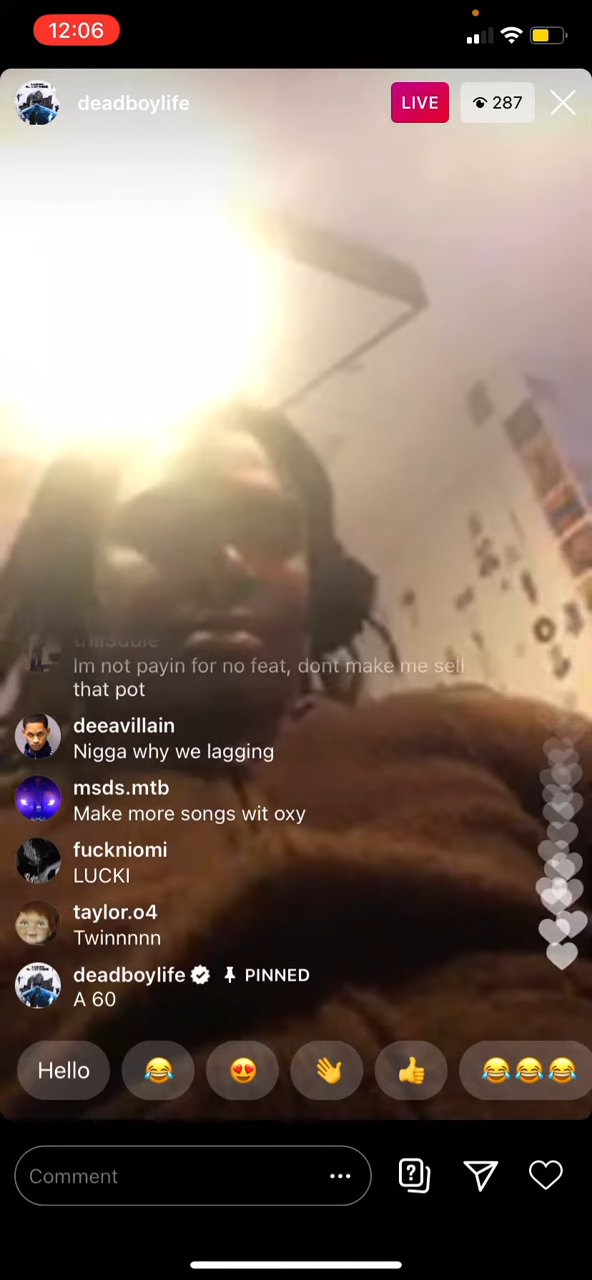 12:06
deadboylife
LIVE
287
thillsdale
Im not payin for no feat, dont make me sell
that pot
deeavillain
Nigga why we lagging
msds.mtb
Make more songs wit oxy
fuckniomi
LUCKI
taylor.o4
Twinnnnn
deadboylife PINNED
A 60
Hello
Comment